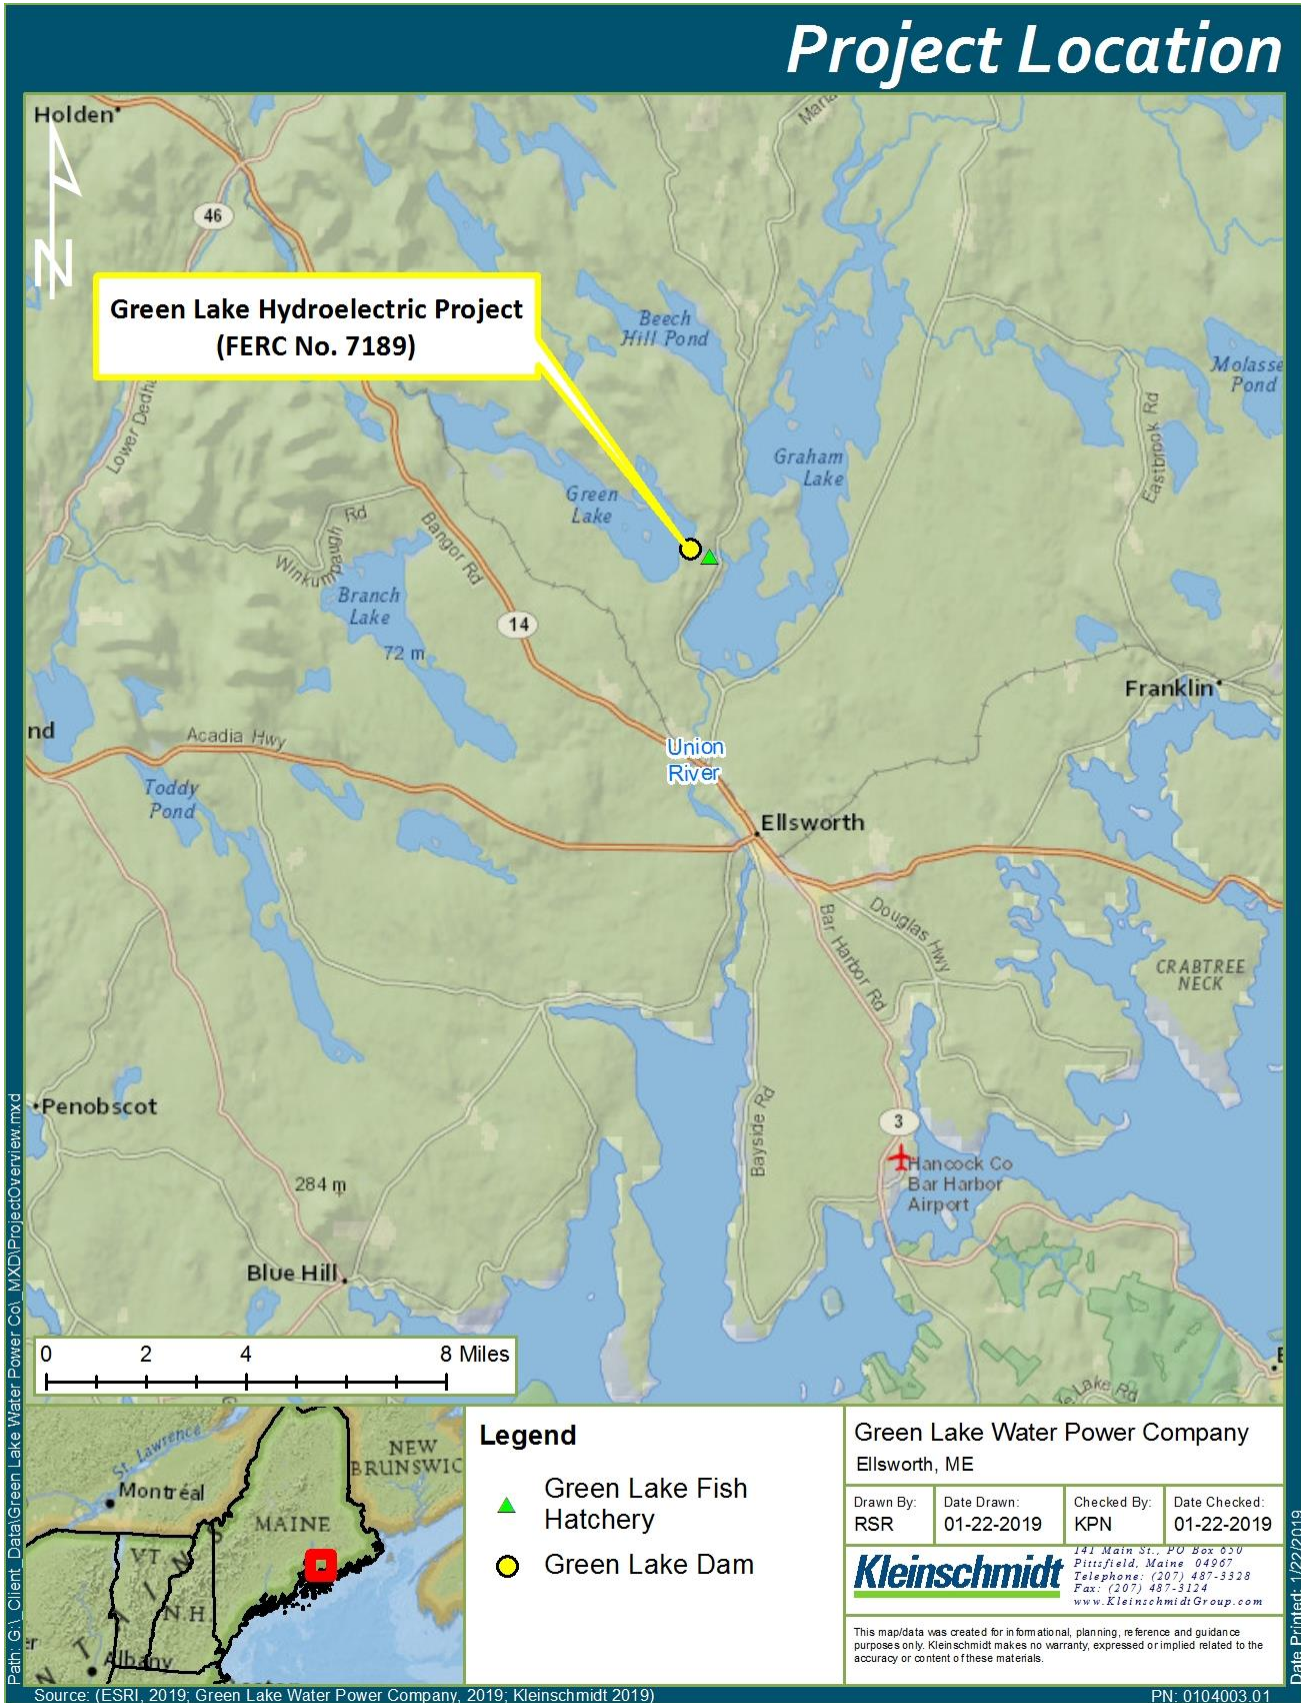 Project Location
Holden
46
N
Green Lake Hydroelectric Project
(FERC No. 7189)
Beech
Hill Pond
Molasse
Pond
Lower Dedh
Eastbrook Rd
Graham
Lake
Green
Lake
Bangor Rd
Winkumpaugh Rd
Branch
Lake
72 m
14
Franklin
nd
Acadia Hwy
Union
River
Toddy
Pond
Ellsworth
Bar Harbor Rd
Douglas Hwy
CRABTREE
NECK
Penobscot
Bayside Rd
3
Hancock Co
Bar Harbor
Airport
284 m
Blue Hill
Lake Rd
0 2 4 8 Miles
St. Lawrence
Montréal
NEW
BRUNSWIC
MAINE
VT
N.H.
Albany
Legend
Green Lake Fish
Hatchery
Green Lake Dam
Green Lake Water Power Company
Ellsworth, ME
Drawn By:
RSR
Date Drawn:
01-22-2019
Checked By:
KPN
Date Checked:
01-22-2019
Kleinschmidt
141 Main St., PO Box 650
Pittsfield, Maine 04967
Telephone: (207) 487-3328
Fax: (207) 487-3124
www.KleinschmidtGroup.com
This map/data was created for informational, planning, reference and guidance
purposes only. Kleinschmidt makes no warranty, expressed or implied related to the
accuracy or content of these materials.
Path: G:\_Client_Data\Green Lake Water Power Co\_MXD\ProjectOverview.mxd
Date Printed: 1/22/2019
Source: (ESRI, 2019; Green Lake Water Power Company, 2019; Kleinschmidt 2019)
PN: 0104003.01